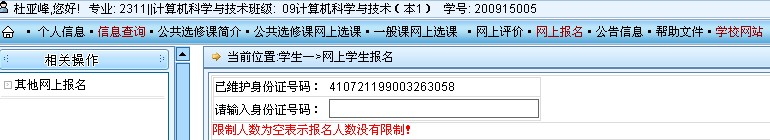 杜亚峰,您好! 专业: 2311||计算机科学与技术班级: 09计算机科学与技术(本1) 学号: 200915005
· 个人信息·信息查询·公共选修课简介·公共选修课网上选课·一般课网上选课 ·网上评价·网上报名·公告信息·帮助文件·学校网站
相关操作
当前位置:学生一->网上学生报名
其他网上报名
已维护身份证号码: 410721199003263058
请输入身份证号码:
限制人数为空表示报名人数没有限制!